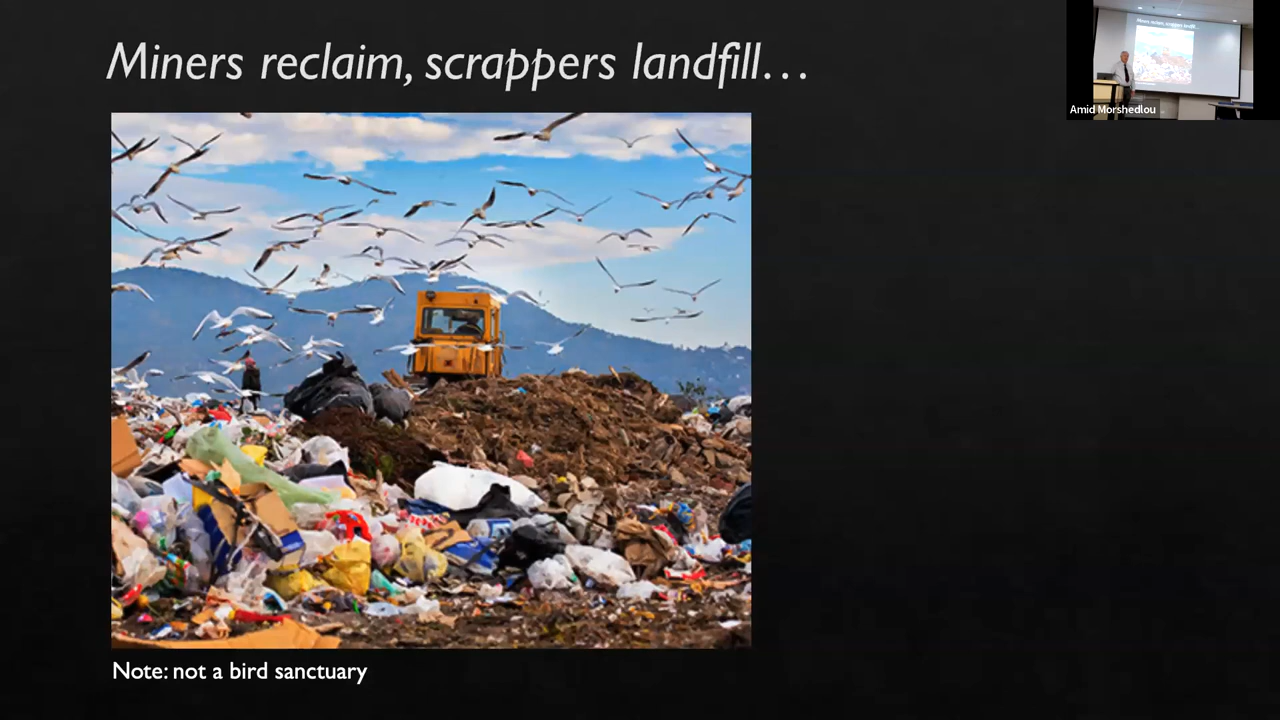 Miners reclaim, scrappers landfill…
Amid Morshedlou
Note: not a bird sanctuary